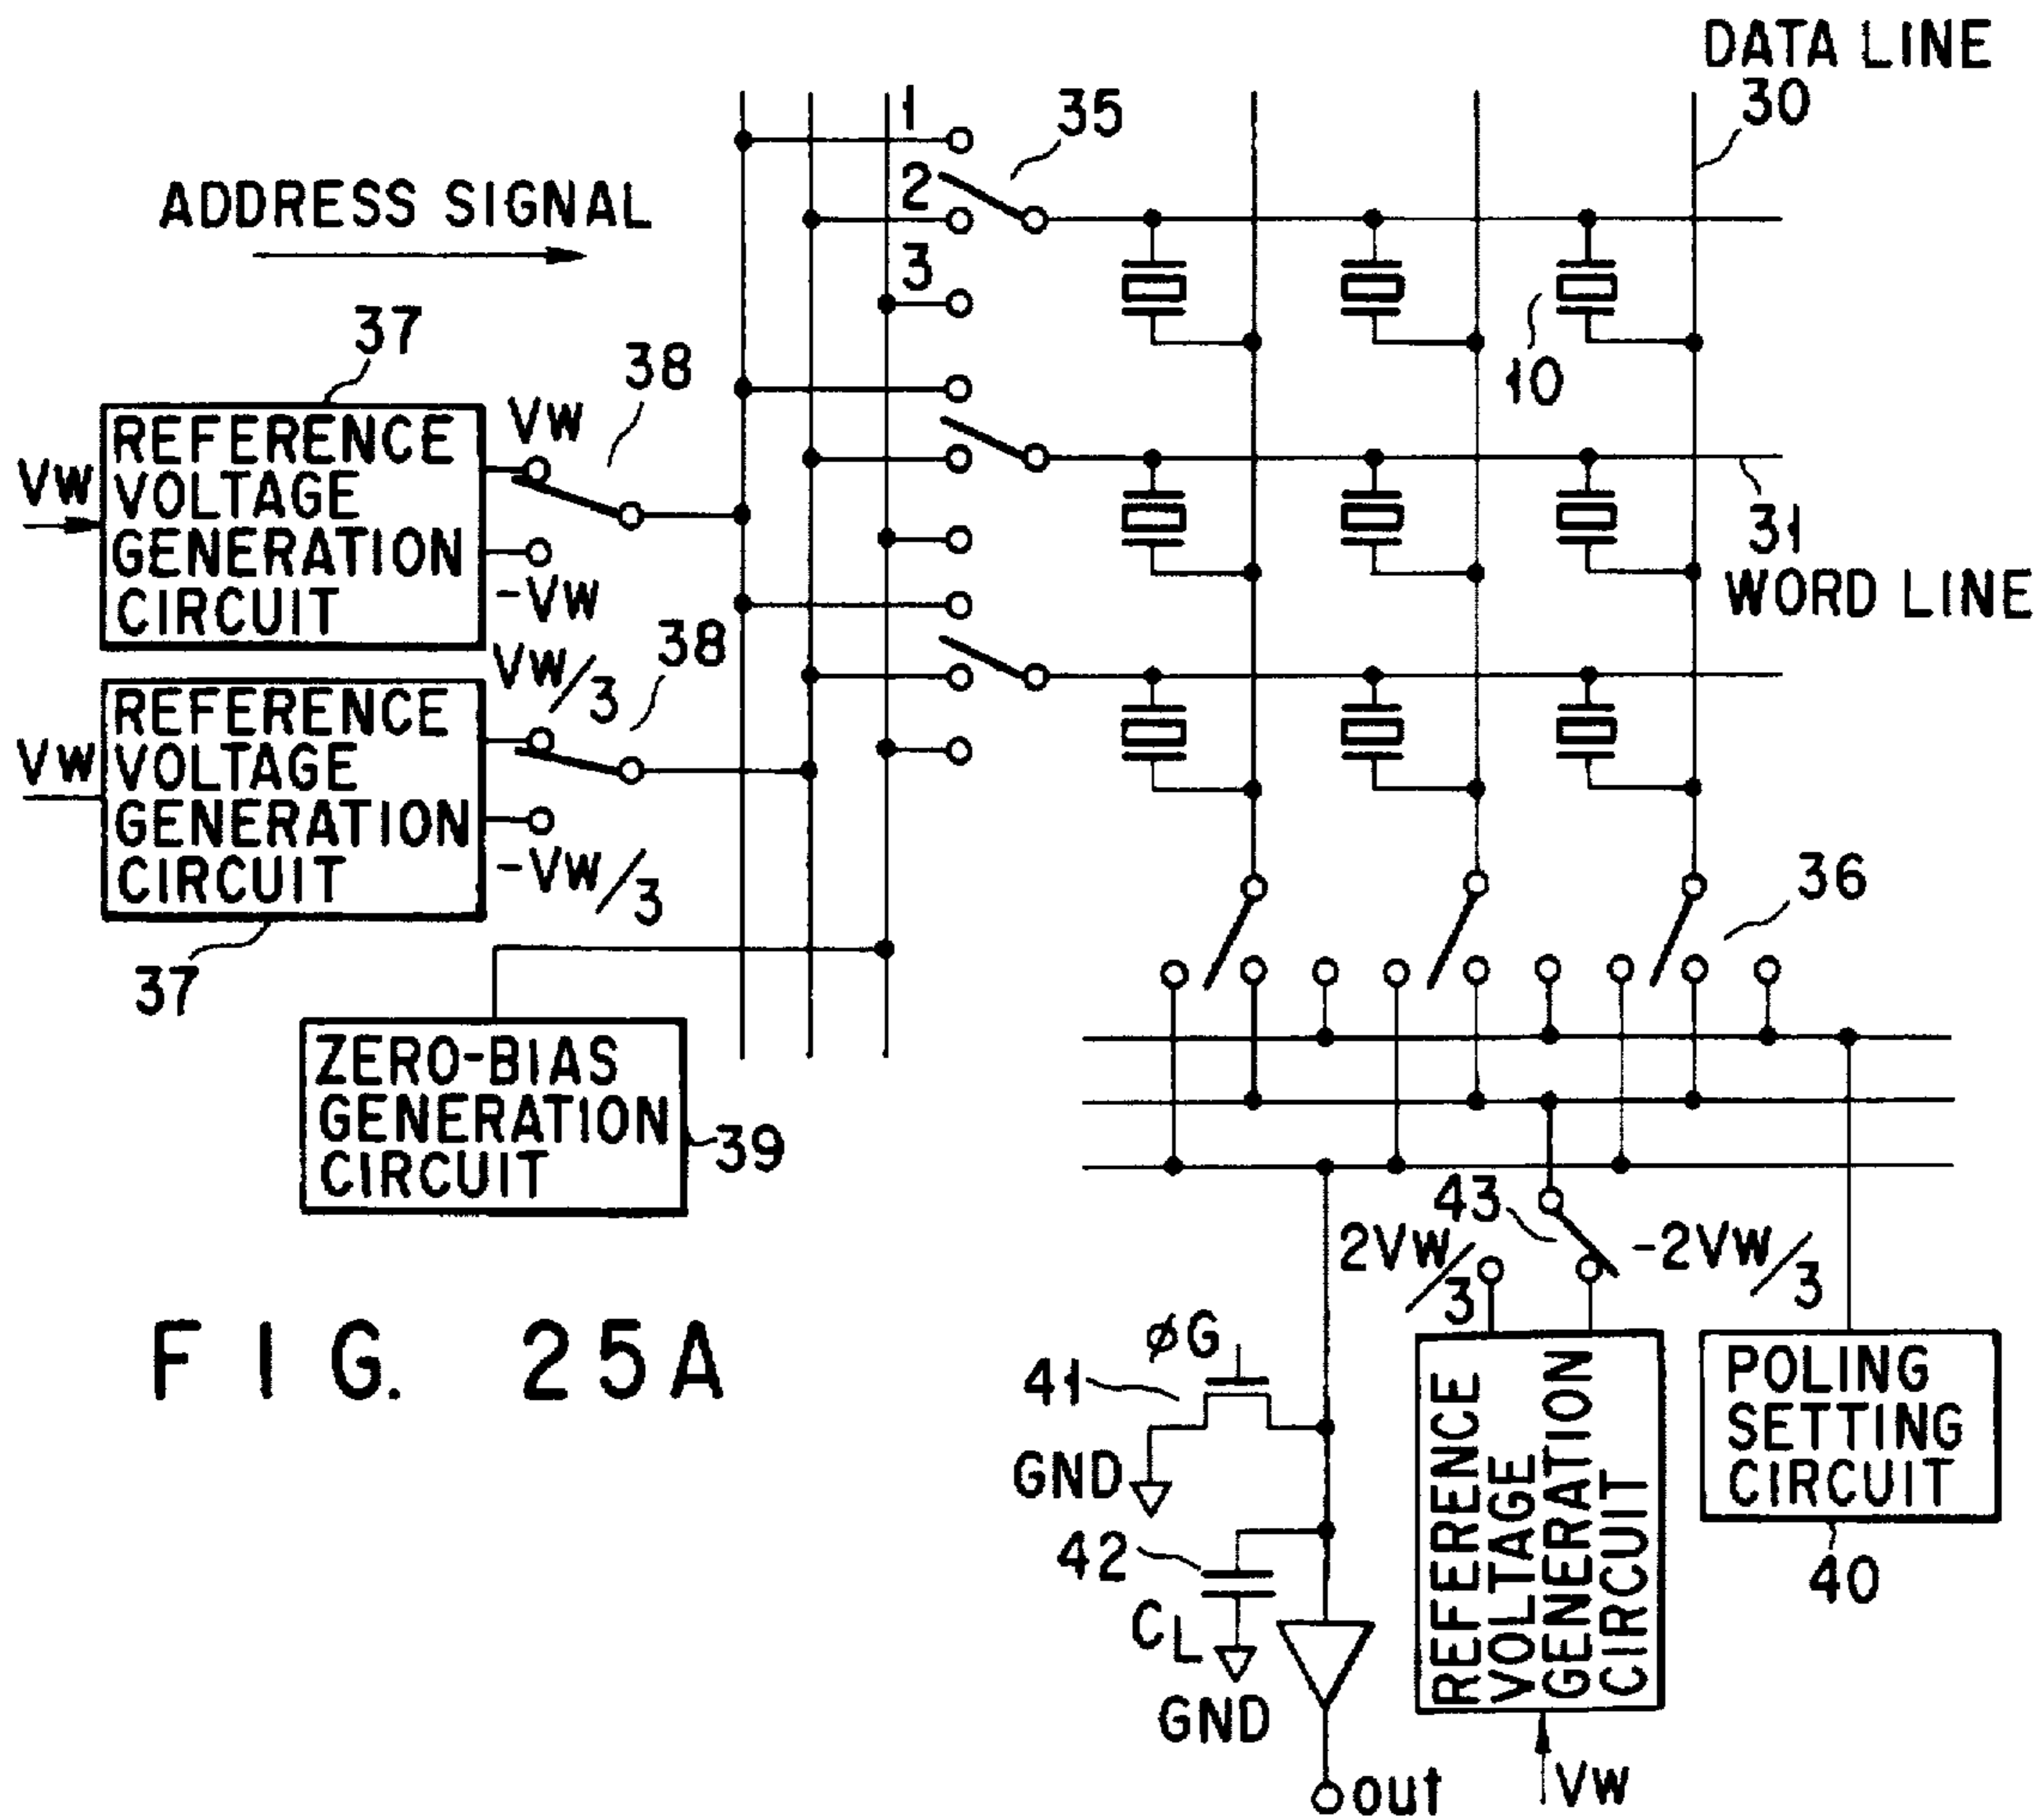 DATA LINE
30
1
35
2
ADDRESS SIGNAL
3
37
38
10
VW
REFERENCE
VOLTAGE
GENERATION
CIRCUIT
VW
-VW
31
WORD LINE
VW/3
38
REFERENCE
VOLTAGE
GENERATION
CIRCUIT
VW
-VW/3
36
37
ZERO-BIAS
GENERATION
CIRCUIT
39
43
2VW/3
-2VW/3
FIG. 25A
øG
41
GND
REFERENCE
VOLTAGE
GENERATION
CIRCUIT
POLING
SETTING
CIRCUIT
42
40
CL
GND
out
VW